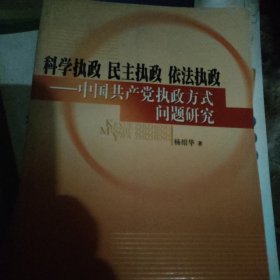 科学执政 民主执政 依法执政
——中国共产党执政方式
问题研究
杨绍华 著